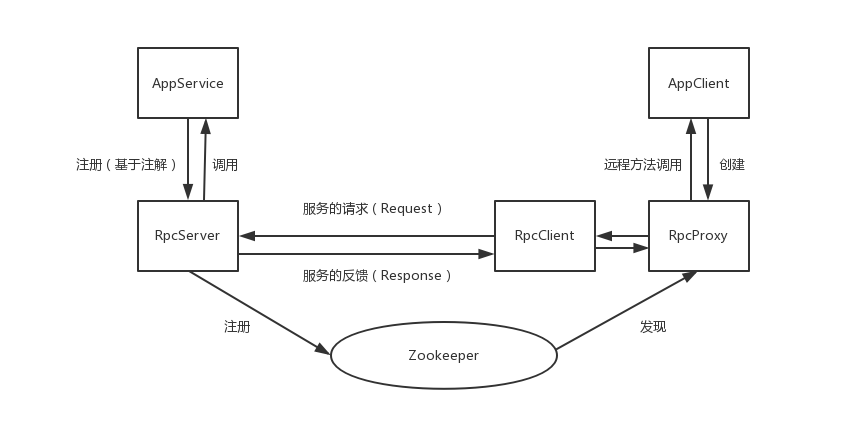 AppService
AppClient
注册（基于注解）
调用
远程方法调用
创建
服务的请求（Request）
RpcServer
RpcClient
RpcProxy
服务的反馈（Response）
注册
发现
Zookeeper